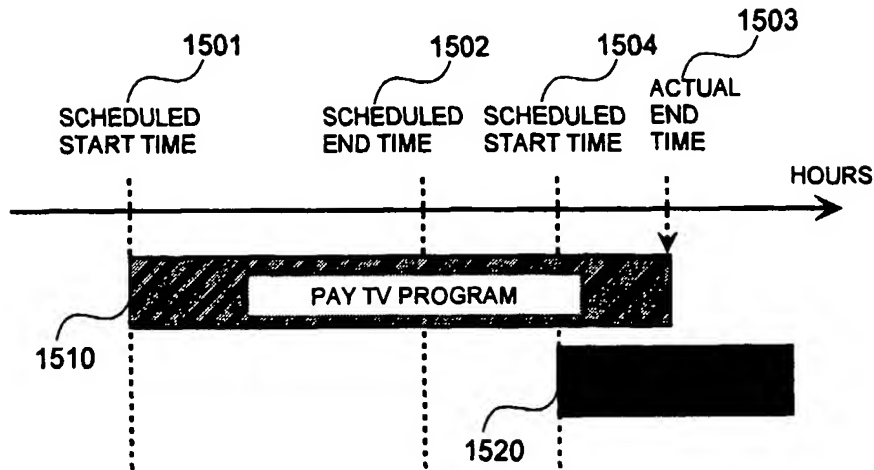 1501
1502
1504
1503
SCHEDULED
START TIME
SCHEDULED
END TIME
SCHEDULED
START TIME
ACTUAL
END
TIME
HOURS
PAY TV PROGRAM
1510
1520